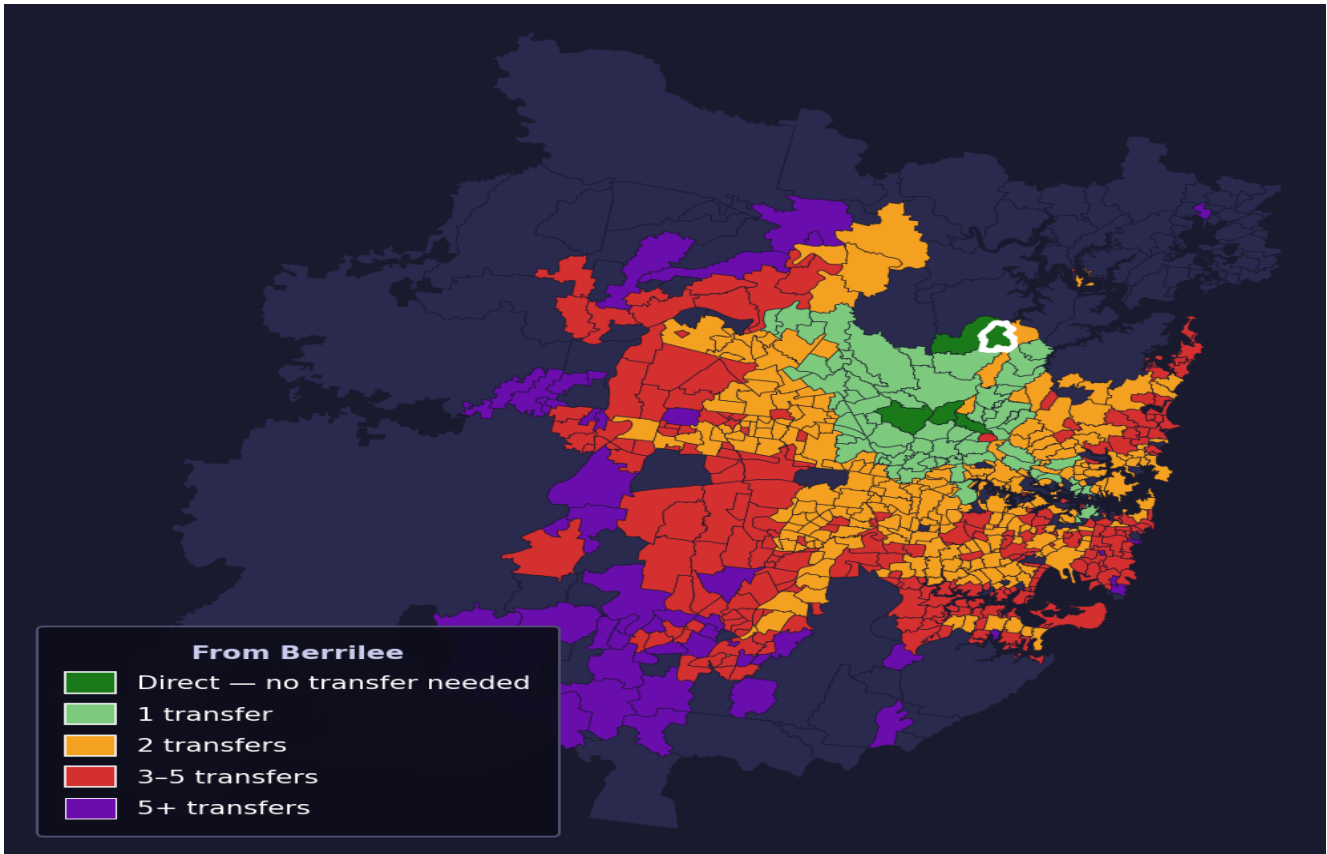 From Berrilee
Direct — no transfer needed
1 transfer
2 transfers
3–5 transfers
5+ transfers